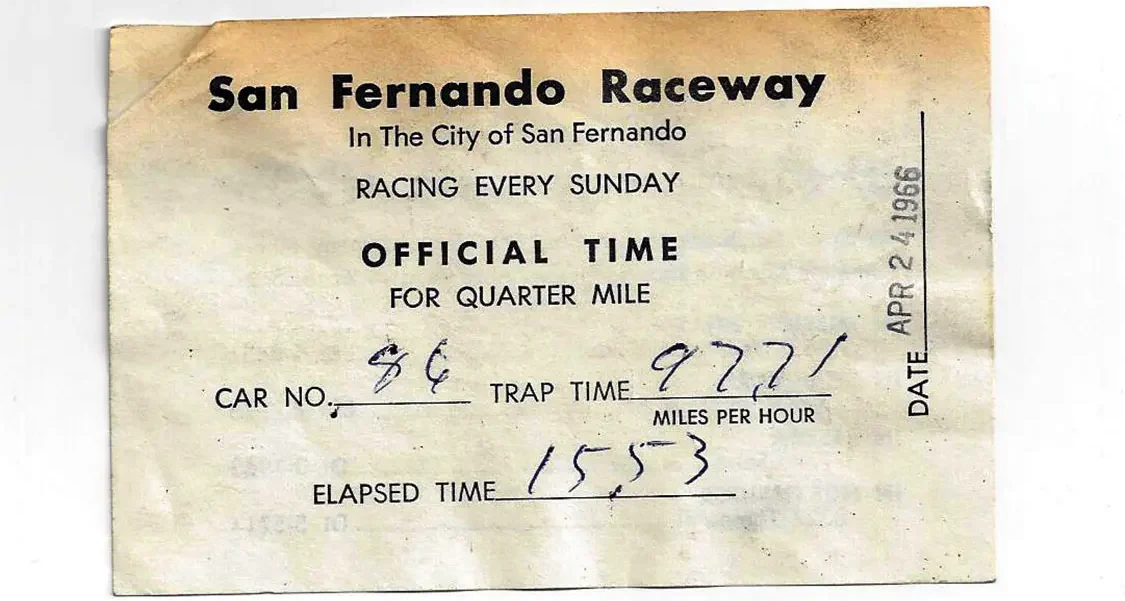 San Fernando Raceway
In The City of San Fernando
RACING EVERY SUNDAY
OFFICIAL TIME
FOR QUARTER MILE
CAR NO. 86 TRAP TIME 97.71
MILES PER HOUR
ELAPSED TIME 15.53
DATE APR 24 1966